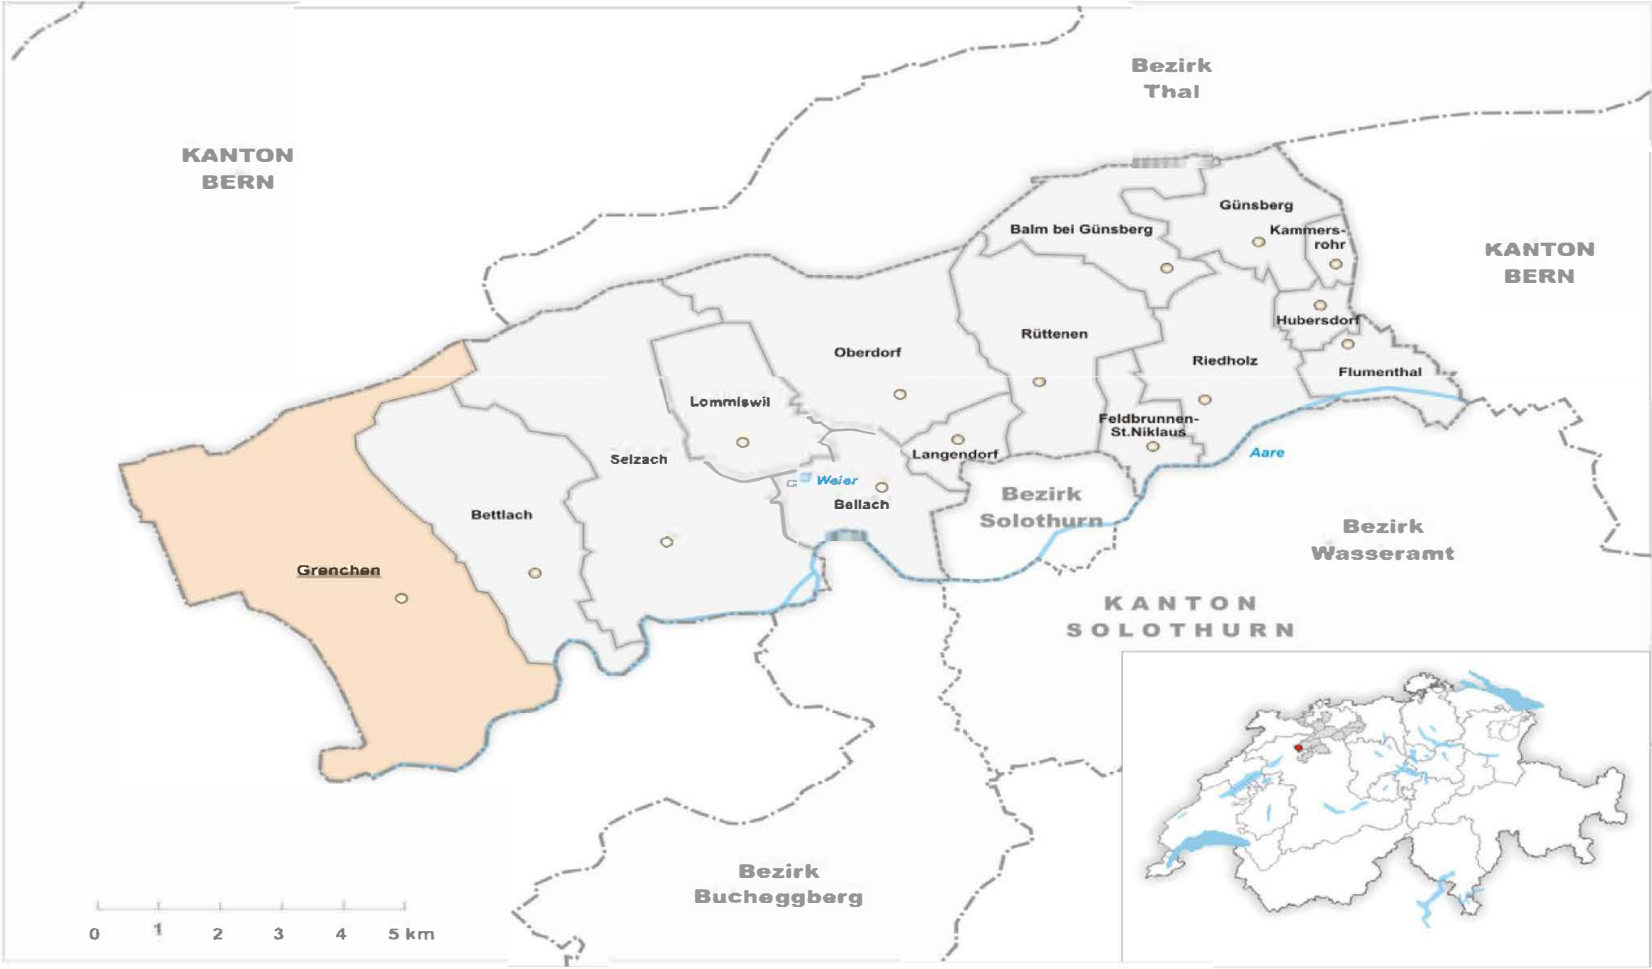 Bezirk
Thal
KANTON
BERN
Günsberg
Balm bei Günsberg
Kammers-
rohr
KANTON
BERN
Hubersdorf
Rüttenen
Oberdorf
Riedholz
Flumenthal
Lommiswil
Feldbrunnen-
St.Niklaus
Langendorf
Aare
Selzach
Weier
Bellach
Bezirk
Solothurn
Bettlach
Bezirk
Wasseramt
Grenchen
KANTON
SOLOTHURN
Bezirk
Bucheggberg
0 1 2 3 4 5 km